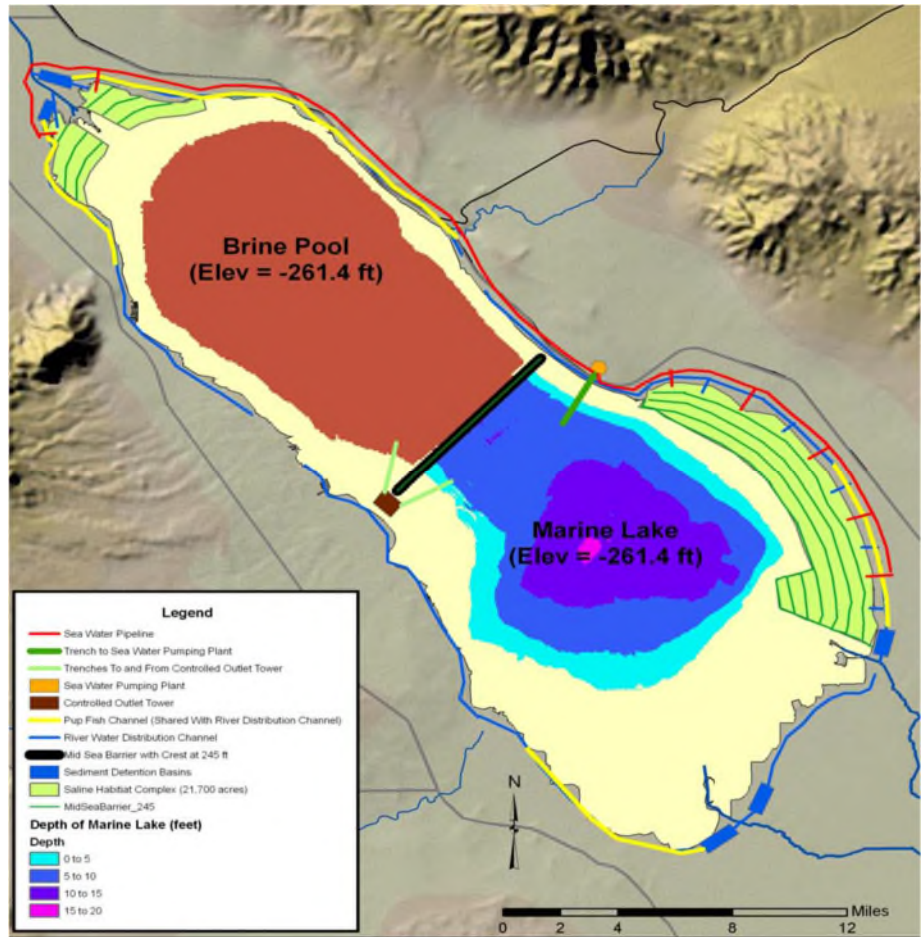 Brine Pool
(Elev = -261.4 ft)
Marine Lake
(Elev = -261.4 ft)
Legend
Sea Water Pipeline
Trench to Sea Water Pumping Plant
Trenches To and From Controlled Outlet Tower
Sea Water Pumping Plant
Controlled Outlet Tower
Pup Fish Channel (Shared With River Distribution Channel)
River Water Distribution Channel
Mid Sea Barrier with Crest at 245 ft
Sediment Detention Basins
Saline Habitiat Complex (21,700 acres)
MidSeaBarrier_245
Depth of Marine Lake (feet)
Depth
0 to 5
5 to 10
10 to 15
15 to 20
N
Miles
0 2 4 8 12